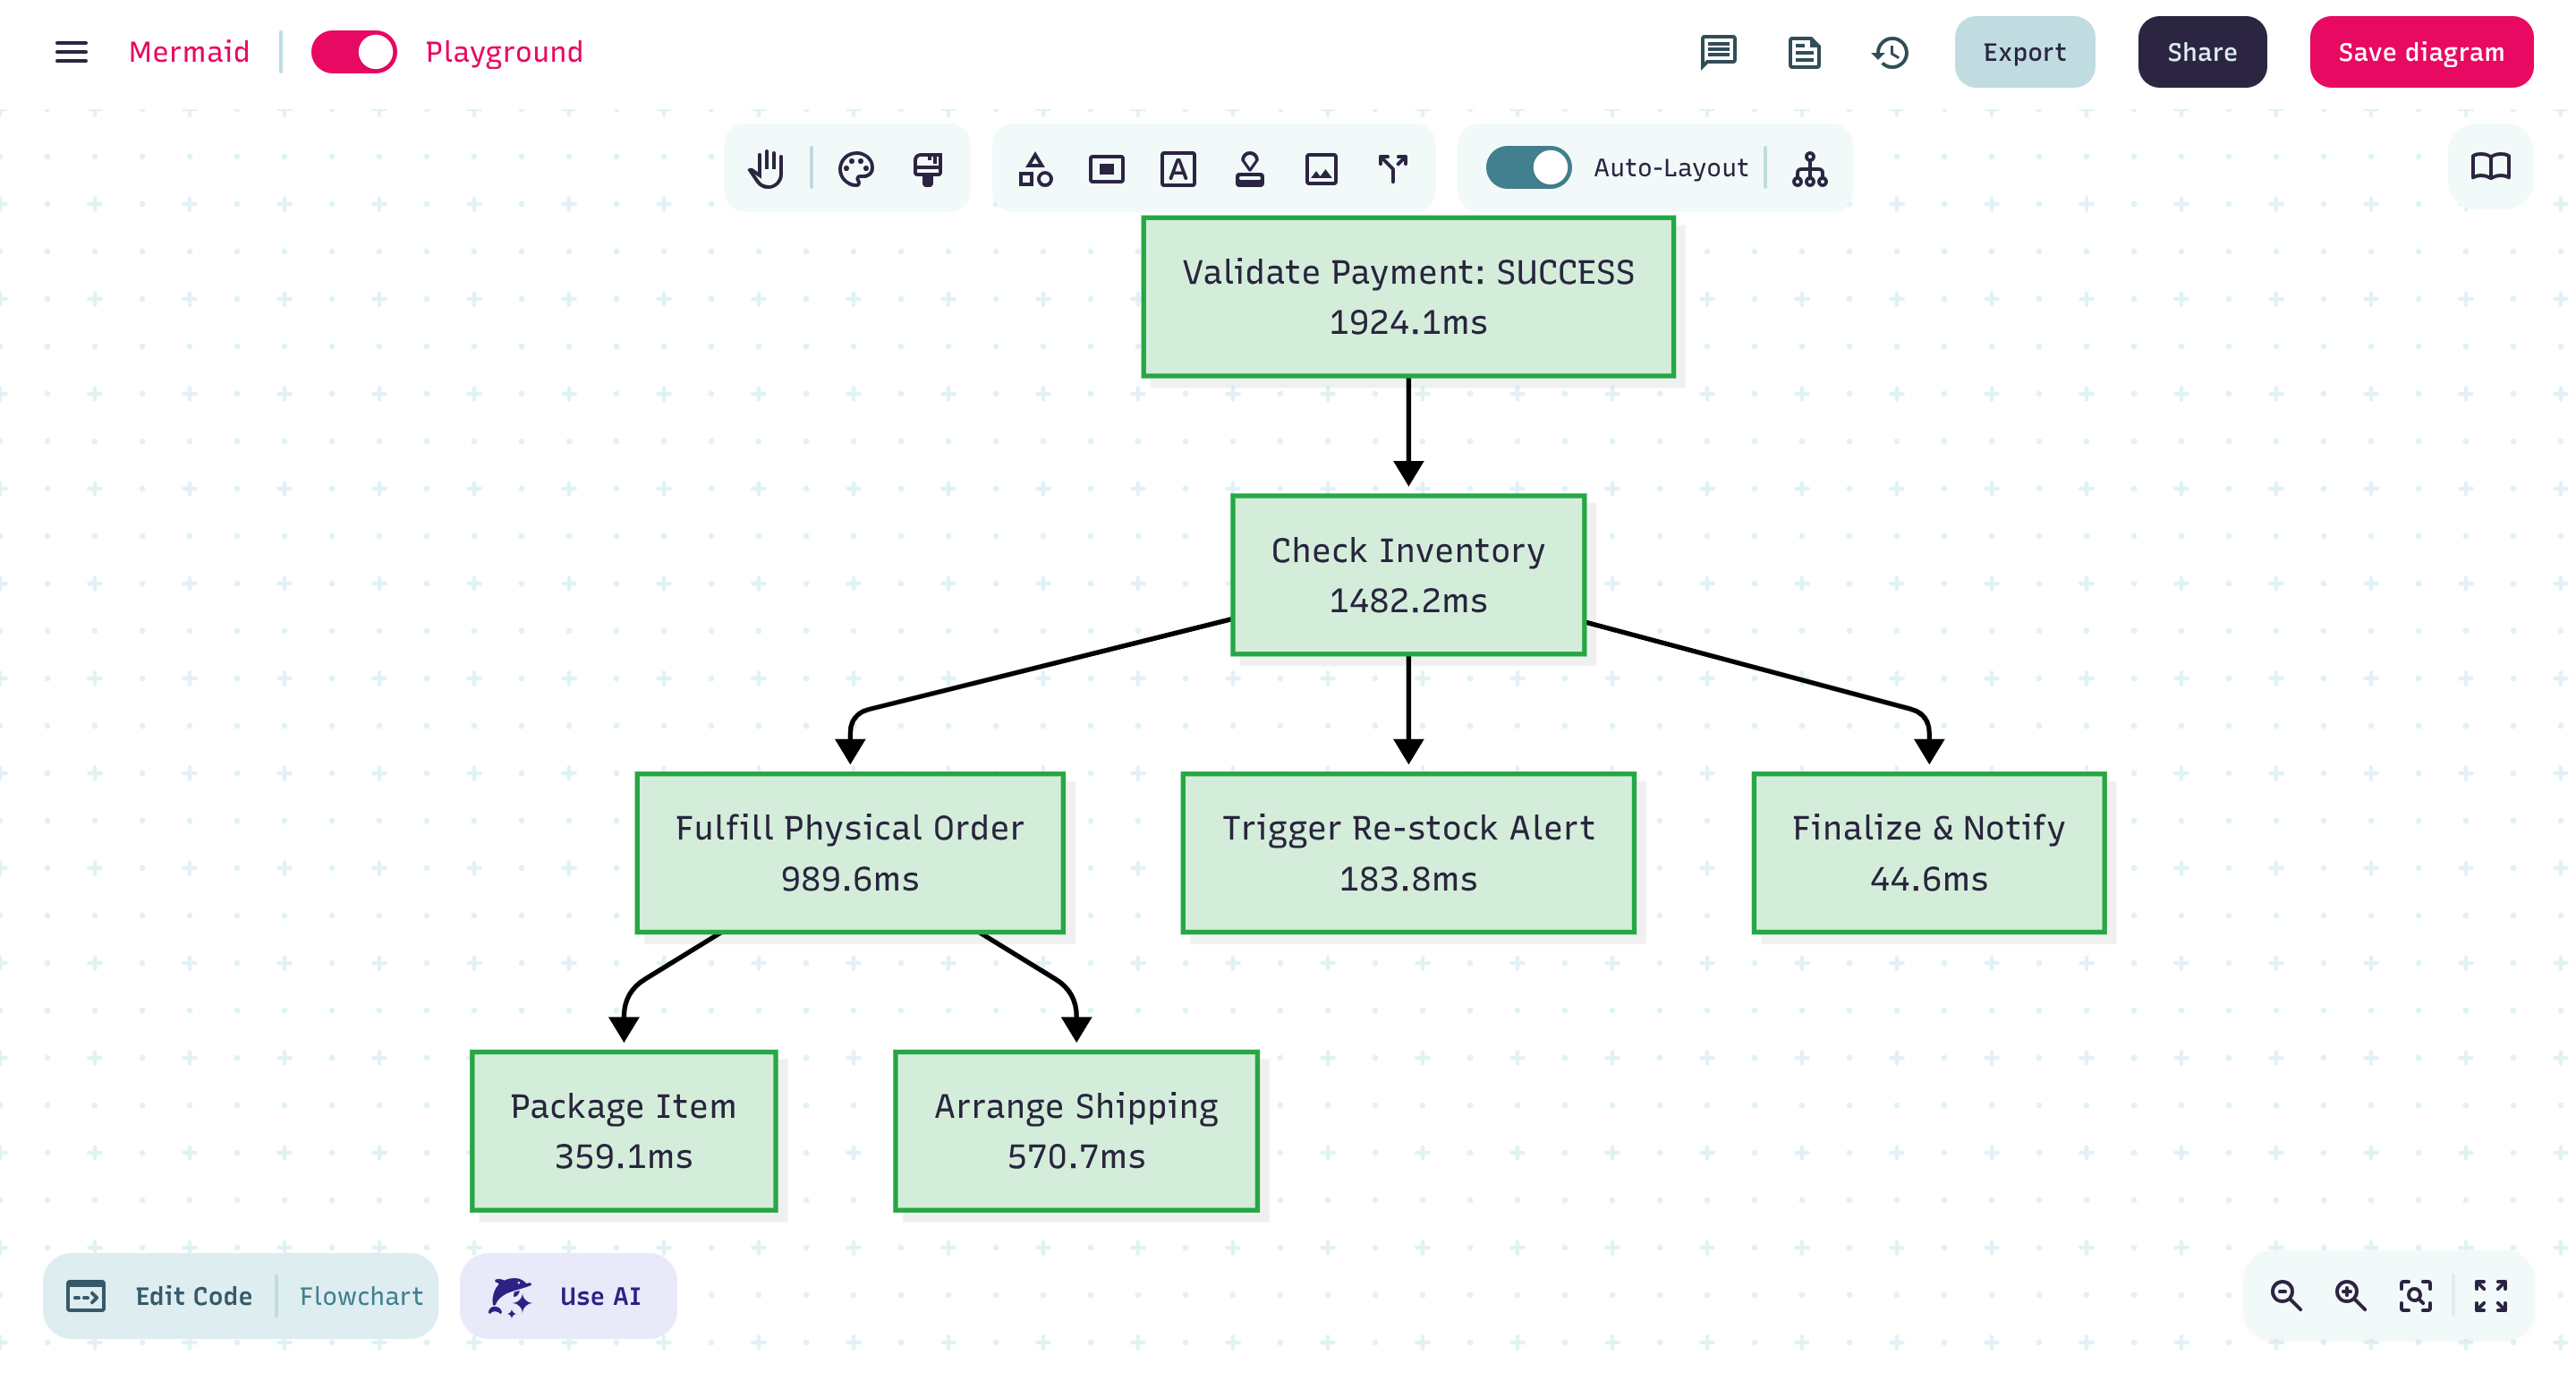 Mermaid Playground Export Share Save diagram
Auto-Layout
Validate Payment: SUCCESS
1924.1ms
Check Inventory
1482.2ms
Fulfill Physical Order
989.6ms
Trigger Re-stock Alert
183.8ms
Finalize & Notify
44.6ms
Package Item
359.1ms
Arrange Shipping
570.7ms
Edit Code Flowchart Use AI